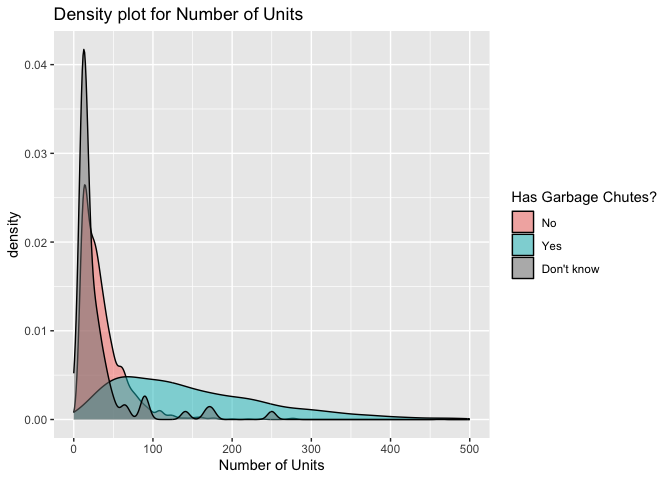 Density plot for Number of Units
0.04
0.03
0.02
0.01
0.00
density
0 100 200 300 400 500
Number of Units
Has Garbage Chutes?
No
Yes
Don't know